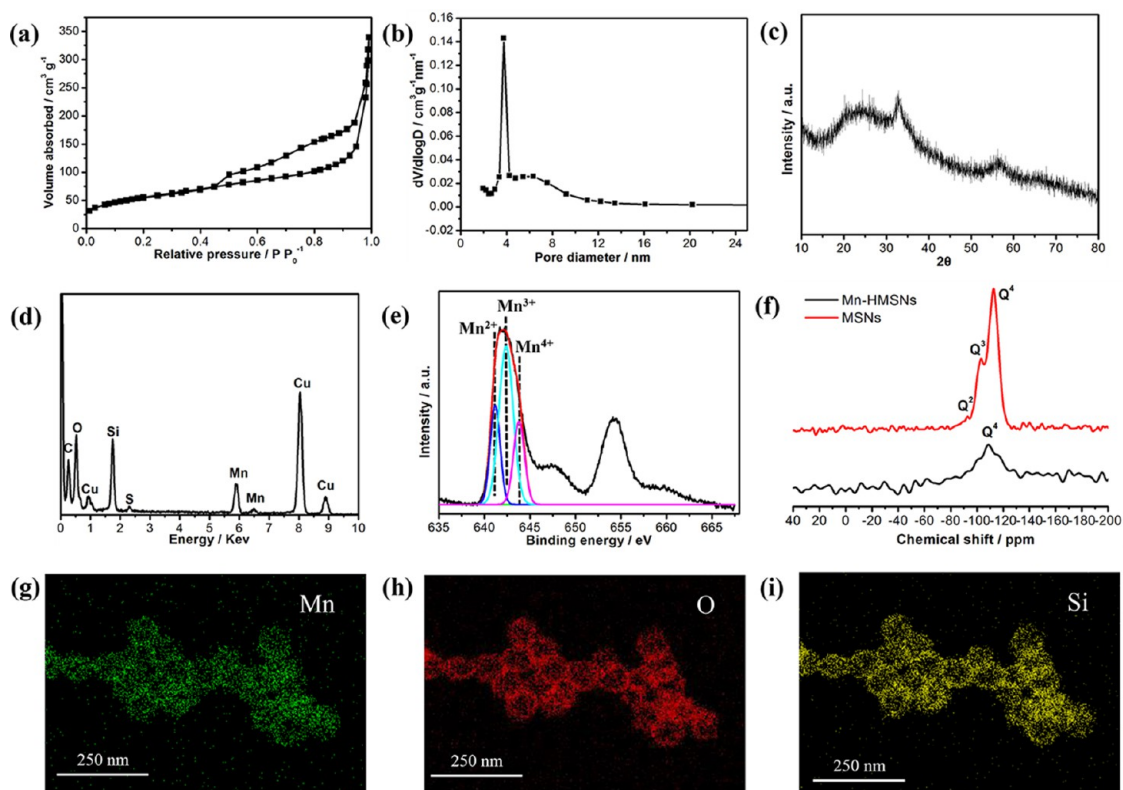 (a)
Volume absorbed / cm³ g⁻¹
350
300
250
200
150
100
50
0
0.0 0.2 0.4 0.6 0.8 1.0
Relative pressure / P P₀⁻¹
(b)
dV/dlogD / cm³g⁻¹nm⁻¹
0.16
0.14
0.12
0.10
0.08
0.06
0.04
0.02
0.00
-0.02
0 4 8 12 16 20 24
Pore diameter / nm
(c)
Intensity / a.u.
10 20 30 40 50 60 70 80
2θ
(d)
C
O
Cu
Si
S
Mn
Mn
Cu
Cu
0 1 2 3 4 5 6 7 8 9 10
Energy / Kev
(e)
Intensity / a.u.
Mn²⁺
Mn³⁺
Mn⁴⁺
635 640 645 650 655 660 665
Binding energy / eV
(f)
Mn-HMSNs
MSNs
Q⁴
Q³
Q²
Q⁴
40 20 0 -20 -40 -60 -80 -100 -120 -140 -160 -180 -200
Chemical shift / ppm
(g)
Mn
250 nm
(h)
O
250 nm
(i)
Si
250 nm